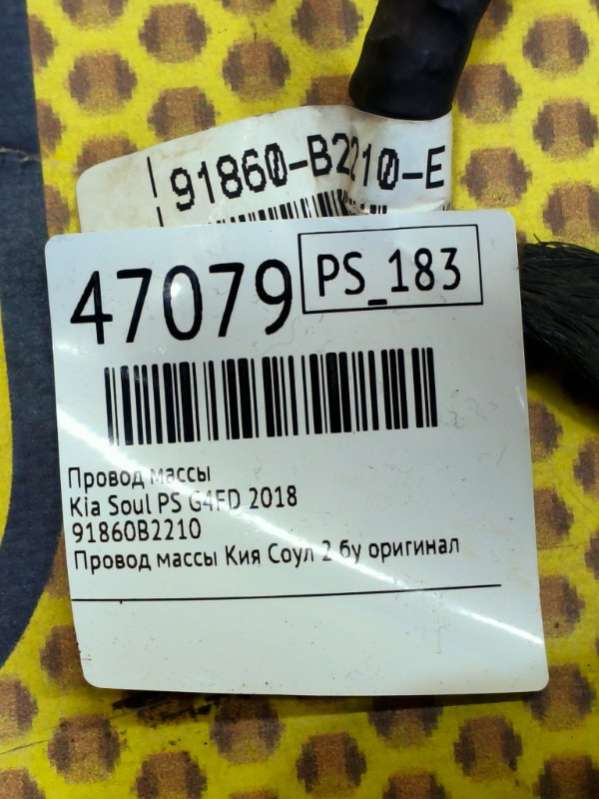 91860-B2210-E
47079
PS_183
Провод массы
Kia Soul PS G4FD 2018
91860B2210
Провод массы Кия Соул 2 бу оригинал